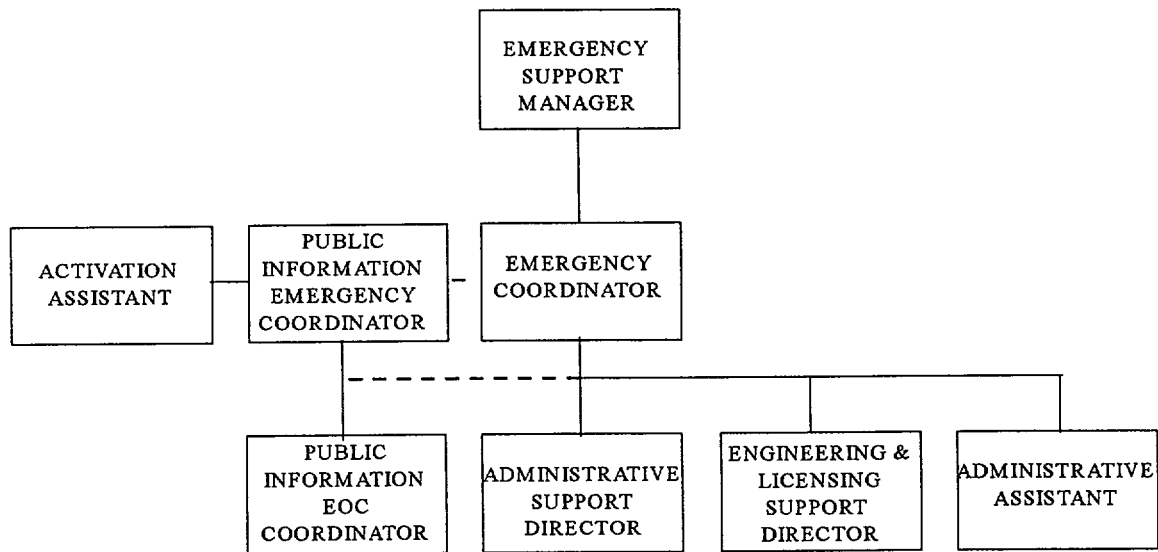 EMERGENCY
SUPPORT
MANAGER
ACTIVATION
ASSISTANT
PUBLIC
INFORMATION
EMERGENCY
COORDINATOR
EMERGENCY
COORDINATOR
PUBLIC
INFORMATION
EOC
COORDINATOR
ADMINISTRATIVE
SUPPORT
DIRECTOR
ENGINEERING &
LICENSING
SUPPORT
DIRECTOR
ADMINISTRATIVE
ASSISTANT